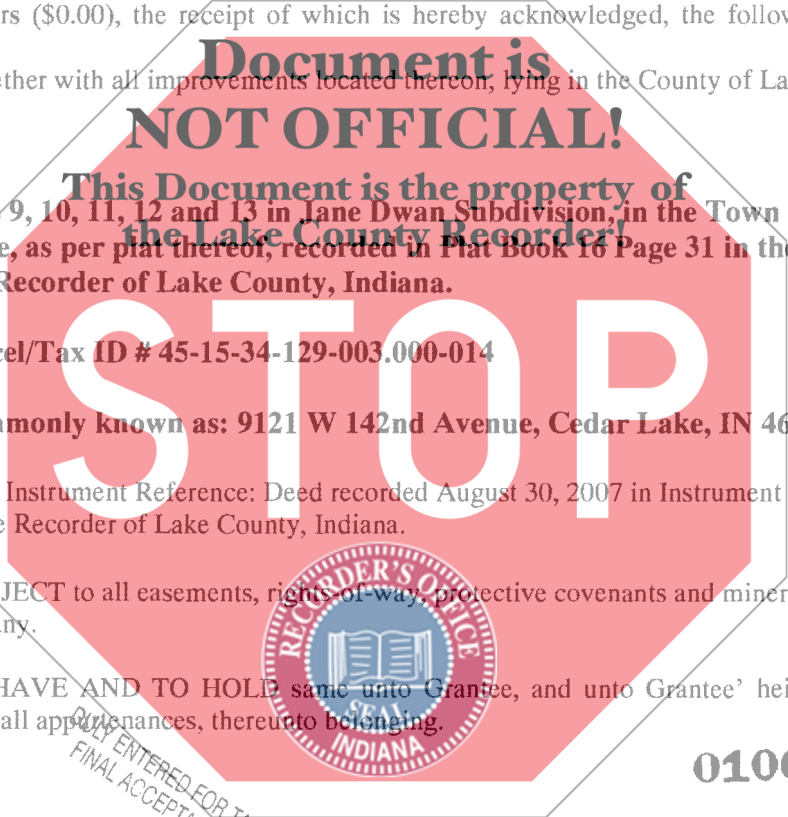 rs ($0.00), the receipt of which is hereby acknowledged, the follow
Document is
ether with all improvements located thereon, lying in the County of La
NOT OFFICIAL!
This Document is the property of
9, 10, 11, 12 and 13 in Jane Dwan Subdivision, in the Town
the Lake County Recorder!
e, as per plat thereof, recorded in Plat Book 16 Page 31 in the
Recorder of Lake County, Indiana.
STOP
cel/Tax ID # 45-15-34-129-003.000-014
mmonly known as: 9121 W 142nd Avenue, Cedar Lake, IN 46
Instrument Reference: Deed recorded August 30, 2007 in Instrument
e Recorder of Lake County, Indiana.
RECORDER'S OFFICE
JECT to all easements, rights-of-way, protective covenants and miner
any.
HAVE AND TO HOLD same unto Grantee, and unto Grantee' hei
SEAL
all appurtenances, thereunto belonging.
INDIANA
DULY ENTERED FOR TA
FINAL ACCEPTA
0100